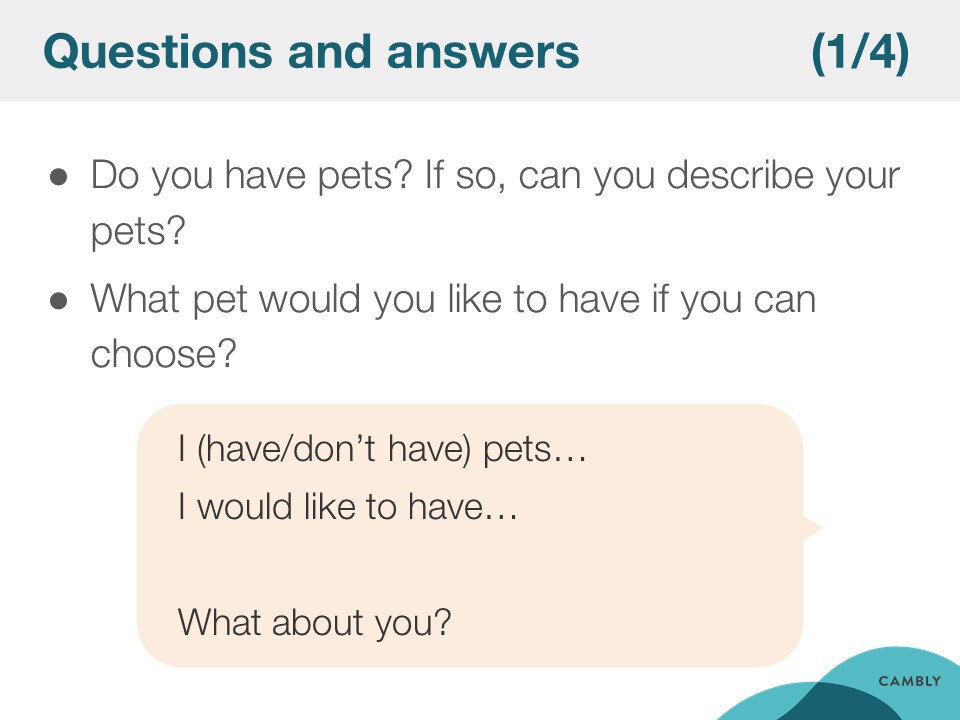 Questions and answers (1/4)
● Do you have pets? If so, can you describe your
pets?
● What pet would you like to have if you can
choose?
I (have/don’t have) pets…
I would like to have…
What about you?
CAMBLY